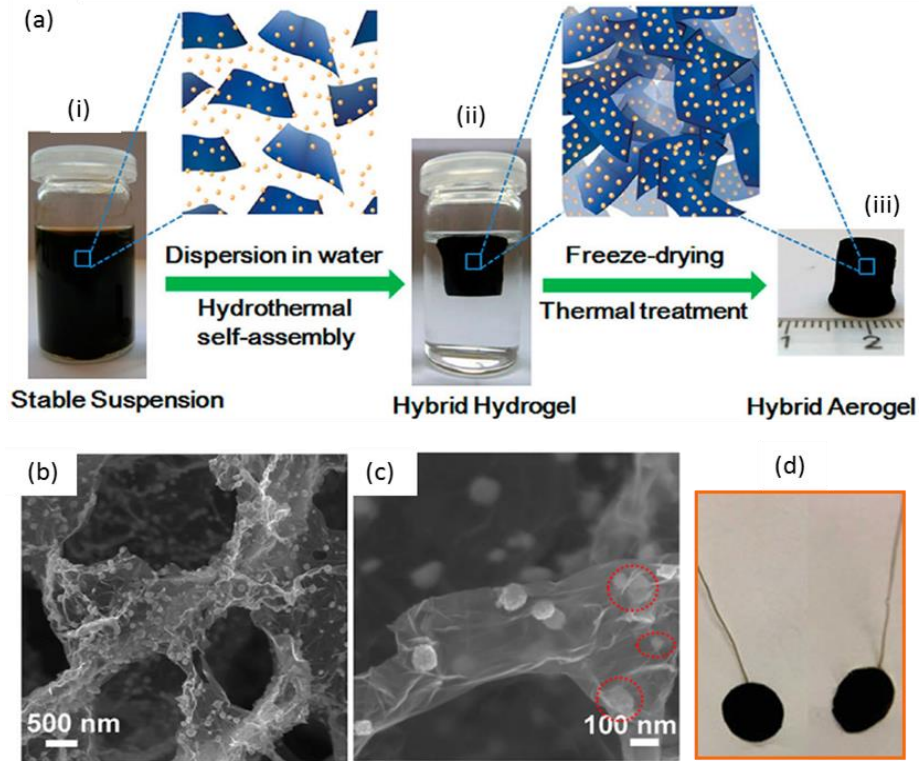 (a)
(i)
(ii)
(iii)
Dispersion in water
Hydrothermal
self-assembly
Freeze-drying
Thermal treatment
1 2
Stable Suspension
Hybrid Hydrogel
Hybrid Aerogel
(b)
(c)
(d)
500 nm
100 nm